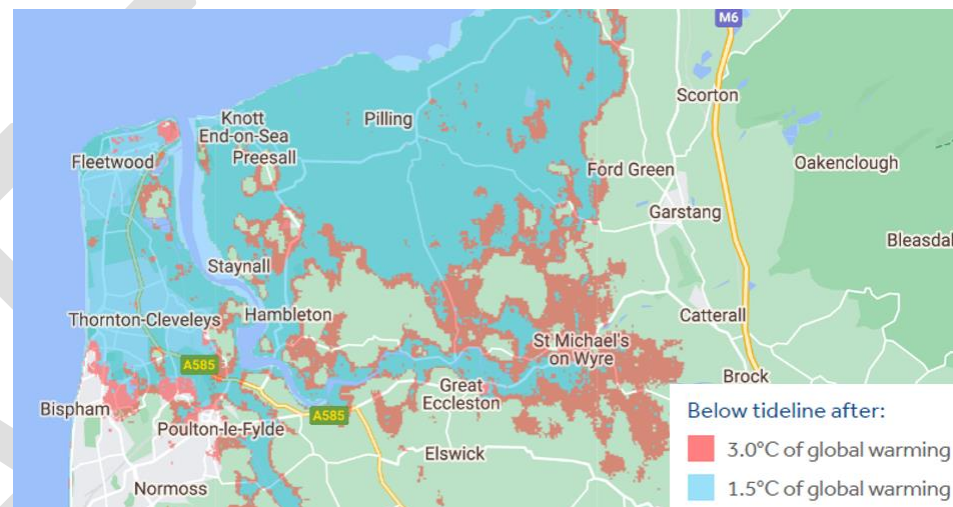 M6
Scorton
Knott
End-on-Sea
Pilling
Preesall
Fleetwood
Ford Green
Oakenclough
Garstang
Bleasdal
Staynall
Thornton-Cleveleys
Hambleton
Catterall
St Michael's
on Wyre
A585
Brock
Great
Eccleston
Bispham
A585
Poulton-le-Fylde
Elswick
Normoss
Below tideline after:
3.0°C of global warming
1.5°C of global warming